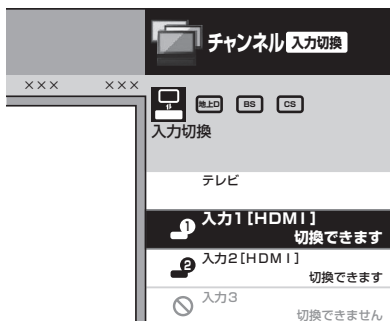 チャンネル 入力切換
××× ×××
地上D BS CS
入力切換
テレビ
1 入力1[HDMI]
切換できます
2 入力2[HDMI]
切換できます
入力3
切換できません